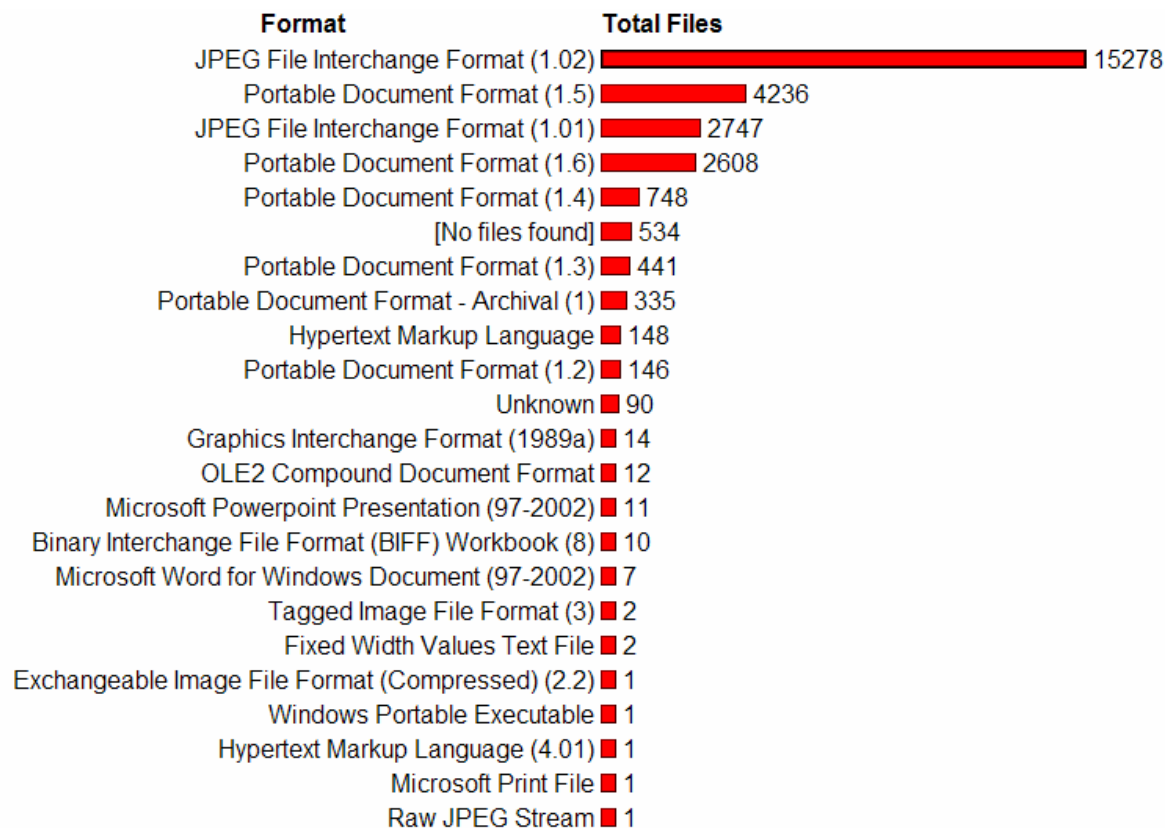 Format Total Files
JPEG File Interchange Format (1.02) 15278
Portable Document Format (1.5) 4236
JPEG File Interchange Format (1.01) 2747
Portable Document Format (1.6) 2608
Portable Document Format (1.4) 748
[No files found] 534
Portable Document Format (1.3) 441
Portable Document Format - Archival (1) 335
Hypertext Markup Language 148
Portable Document Format (1.2) 146
Unknown 90
Graphics Interchange Format (1989a) 14
OLE2 Compound Document Format 12
Microsoft Powerpoint Presentation (97-2002) 11
Binary Interchange File Format (BIFF) Workbook (8) 10
Microsoft Word for Windows Document (97-2002) 7
Tagged Image File Format (3) 2
Fixed Width Values Text File 2
Exchangeable Image File Format (Compressed) (2.2) 1
Windows Portable Executable 1
Hypertext Markup Language (4.01) 1
Microsoft Print File 1
Raw JPEG Stream 1